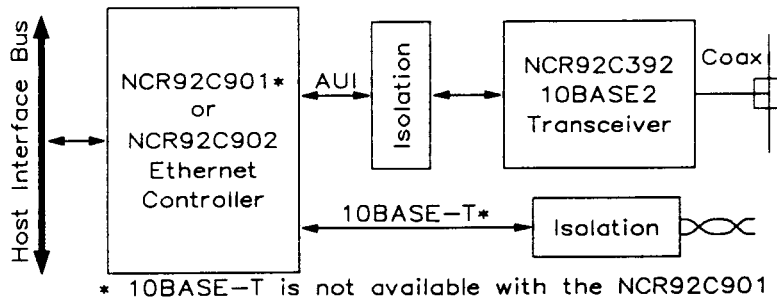 Host Interface Bus
NCR92C901*
or
NCR92C902
Ethernet
Controller
AUI
Isolation
NCR92C392
10BASE2
Transceiver
Coax
10BASE-T*
Isolation
* 10BASE-T is not available with the NCR92C901